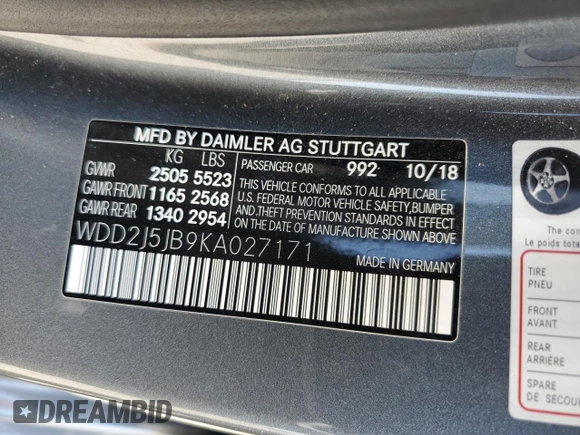 MFD BY DAIMLER AG STUTTGART
KG LBS
GVWR 2505 5523
GAWR FRONT 1165 2568
GAWR REAR 1340 2954
PASSENGER CAR 992 10/18
THIS VEHICLE CONFORMS TO ALL APPLICABLE
U.S. FEDERAL MOTOR VEHICLE SAFETY, BUMPER
AND THEFT PREVENTION STANDARDS IN EFFECT
ON THE DATE OF MANUFACTURE SHOWN ABOVE
WDD2J5JB9KA027171
MADE IN GERMANY
The com
Le poids tota
TIRE
PNEU
FRONT
AVANT
REAR
ARRIÈRE
SPARE
DE SECOU
DREAMBID